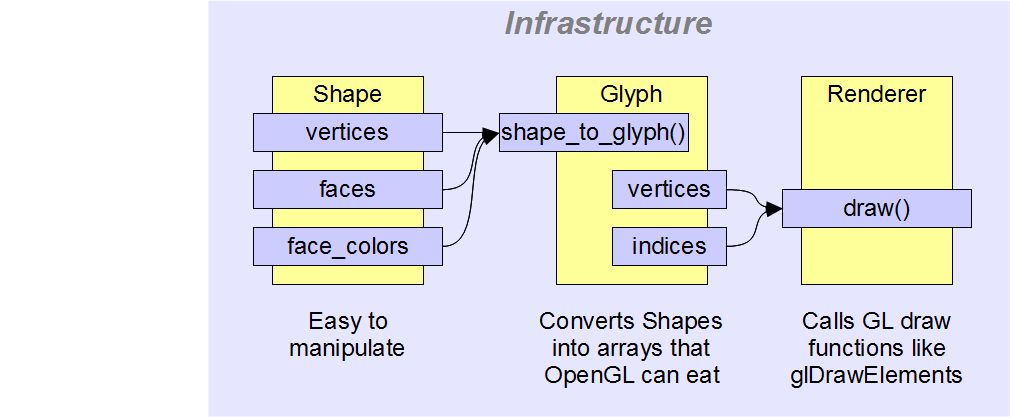 Infrastructure
Shape
vertices
faces
face_colors
Easy to
manipulate
Glyph
shape_to_glyph()
vertices
indices
Converts Shapes
into arrays that
OpenGL can eat
Renderer
draw()
Calls GL draw
functions like
glDrawElements